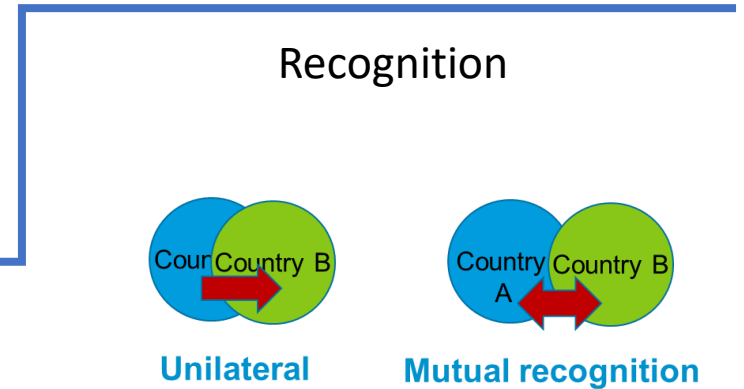 Recognition
Coun
Country B
Country
A
Country B
Unilateral
Mutual recognition